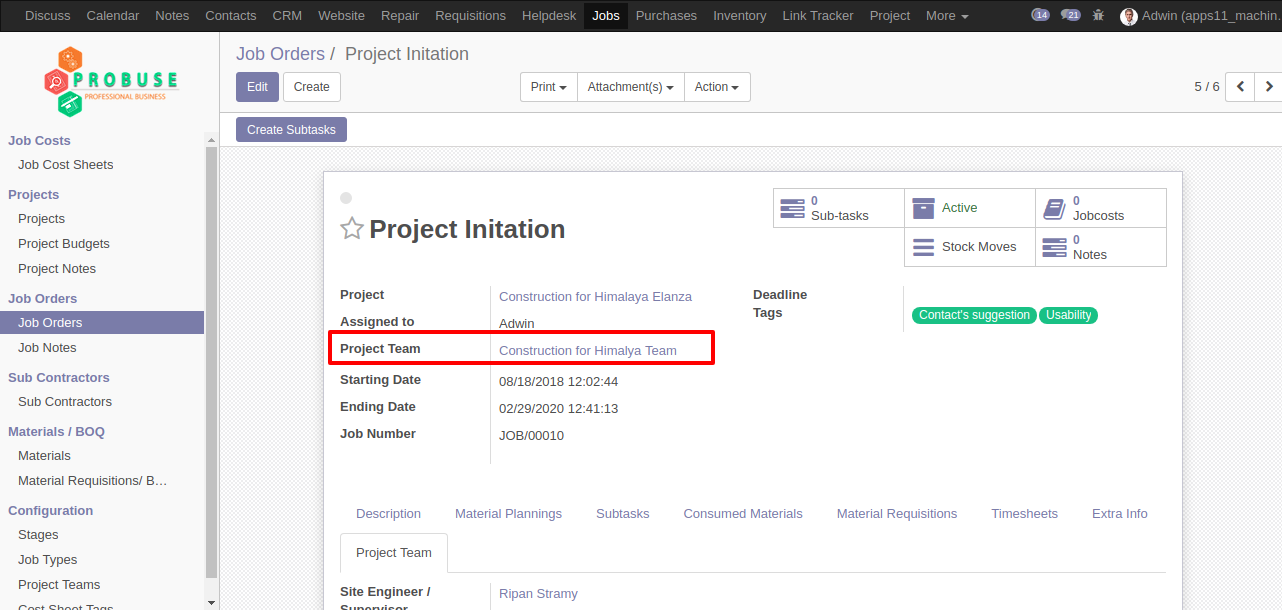 Discuss Calendar Notes Contacts CRM Website Repair Requisitions Helpdesk Jobs Purchases Inventory Link Tracker Project More 14 21 Adwin (apps11_machin.
PROBUSE
PROFESSIONAL BUSINESS
Job Costs
Job Cost Sheets
Projects
Projects
Project Budgets
Project Notes
Job Orders
Job Orders
Job Notes
Sub Contractors
Sub Contractors
Materials / BOQ
Materials
Material Requisitions/ B…
Configuration
Stages
Job Types
Project Teams
Cost Sheet Tags
Job Orders / Project Initation
Edit Create Print Attachment(s) Action 5 / 6
Create Subtasks
0 Sub-tasks
Active
0 Jobcosts
Stock Moves
0 Notes
Project Initation
Project Construction for Himalaya Elanza
Assigned to Adwin
Project Team Construction for Himalya Team
Starting Date 08/18/2018 12:02:44
Ending Date 02/29/2020 12:41:13
Job Number JOB/00010
Deadline
Tags Contact's suggestion Usability
Description Material Plannings Subtasks Consumed Materials Material Requisitions Timesheets Extra Info
Project Team
Site Engineer / Ripan Stramy
Supervisor